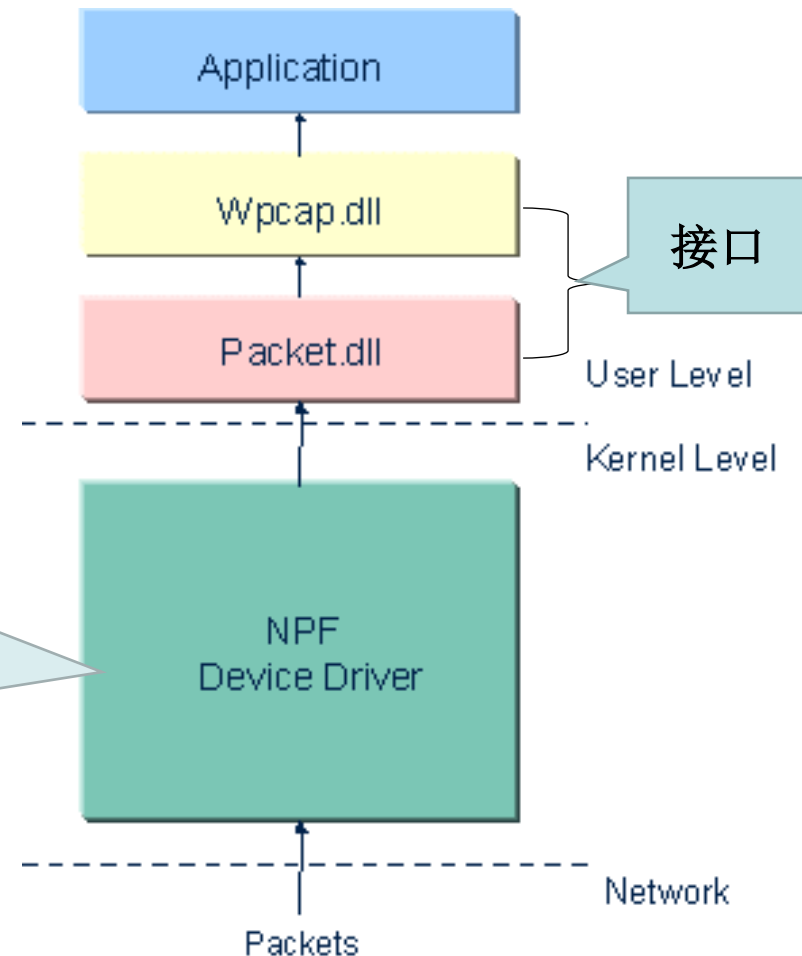 Application
Wpcap.dll
接口
Packet.dll
User Level
Kernel Level
NPF
Device Driver
Network
Packets